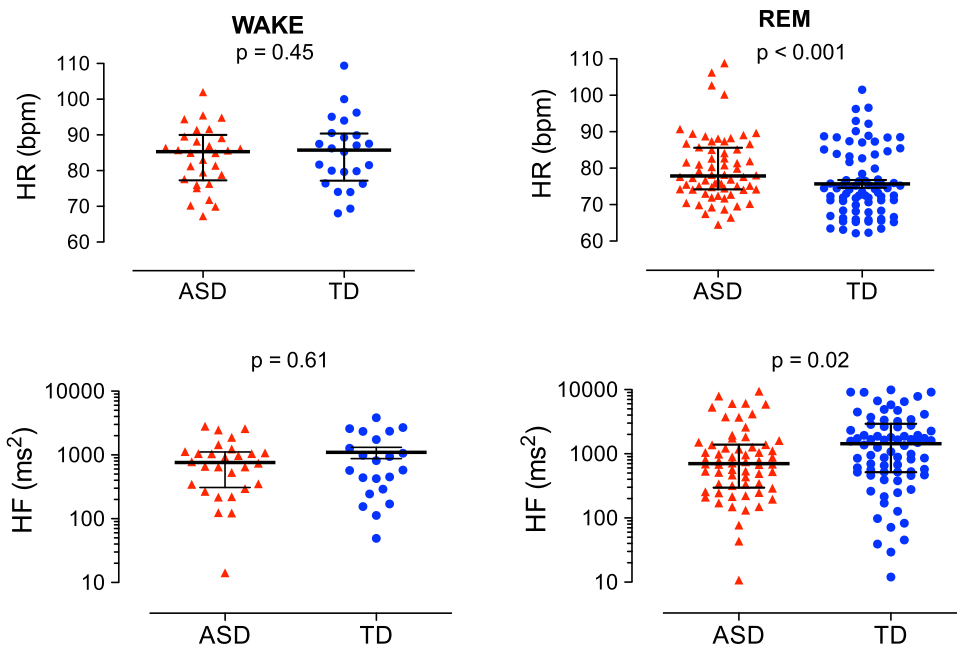 WAKE
p = 0.45
HR (bpm)
110
100
90
80
70
60
ASD TD
REM
p < 0.001
HR (bpm)
110
100
90
80
70
60
ASD TD
p = 0.61
HF (ms²)
10000
1000
100
10
ASD TD
p = 0.02
HF (ms²)
10000
1000
100
10
ASD TD